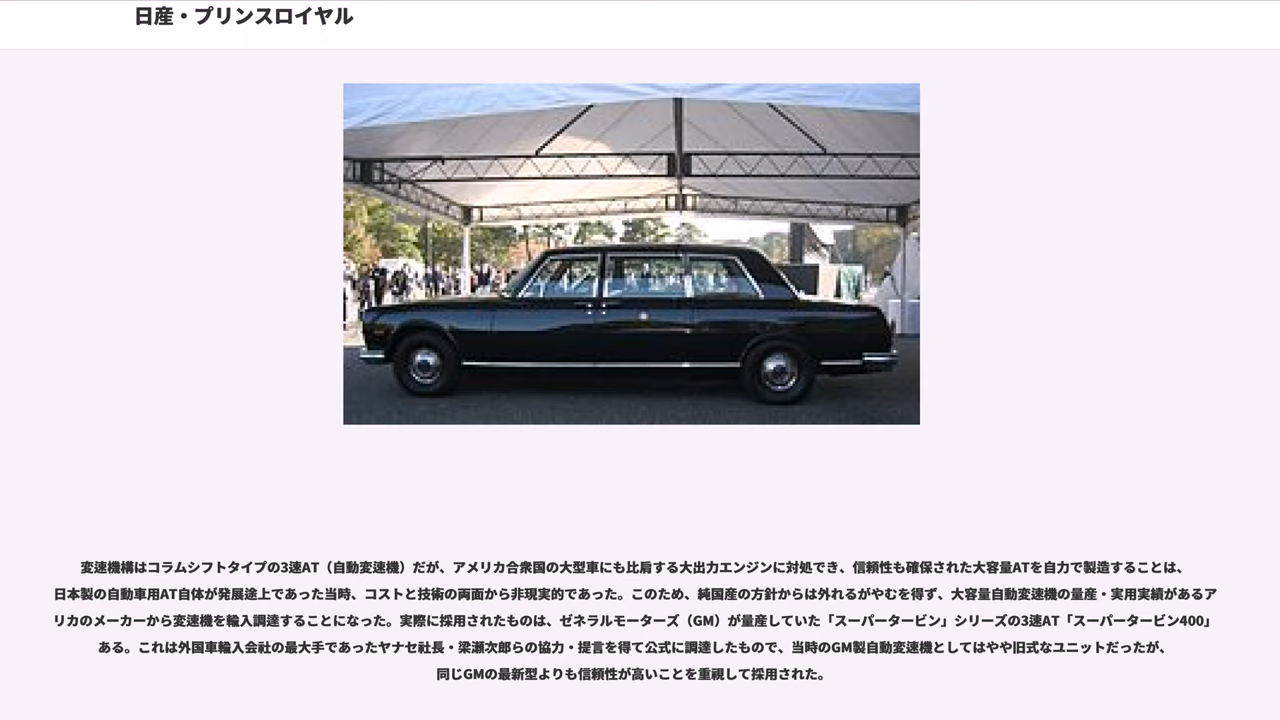 日産・プリンスロイヤル
変速機構はコラムシフトタイプの3速AT（自動変速機）だが、アメリカ合衆国の大型車にも比肩する大出力エンジンに対処でき、信頼性も確保された大容量ATを自力で製造することは、
日本製の自動車用AT自体が発展途上であった当時、コストと技術の両面から非現実的であった。このため、純国産の方針からは外れるがやむを得ず、大容量自動変速機の量産・実用実績があるア
リカのメーカーから変速機を輸入調達することになった。実際に採用されたものは、ゼネラルモーターズ（GM）が量産していた「スーパータービン」シリーズの3速AT「スーパータービン400」
ある。これは外国車輸入会社の最大手であったヤナセ社長・梁瀬次郎らの協力・提言を得て公式に調達したもので、当時のGM製自動変速機としてはやや旧式なユニットだったが、
同じGMの最新型よりも信頼性が高いことを重視して採用された。